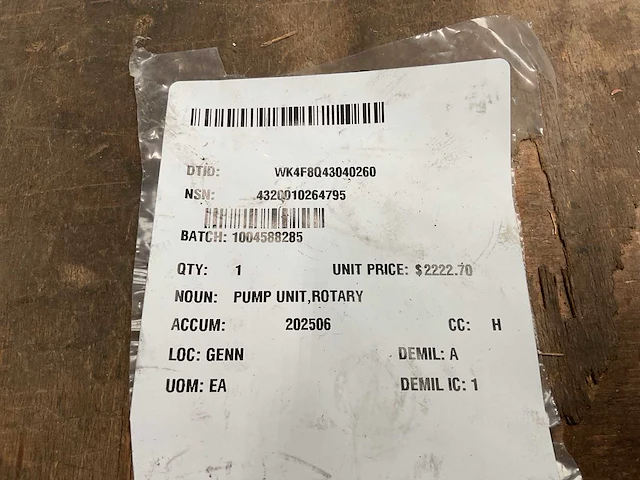 DTID: WK4F8Q43040260
NSN: 4320010264795
BATCH: 1004588285
QTY: 1 UNIT PRICE: $2222.70
NOUN: PUMP UNIT,ROTARY
ACCUM: 202506 CC: H
LOC: GENN DEMIL: A
UOM: EA DEMIL IC: 1